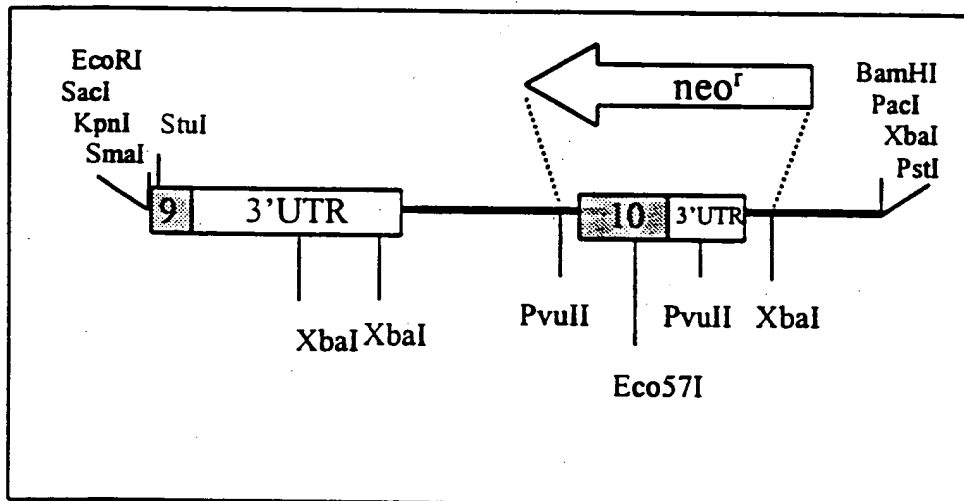 EcoRI
SacI
KpnI
SmaI
StuI
neoʳ
BamHI
PacI
XbaI
PstI
9
3'UTR
10
3'UTR
XbaI
XbaI
PvuII
PvuII
XbaI
Eco57I